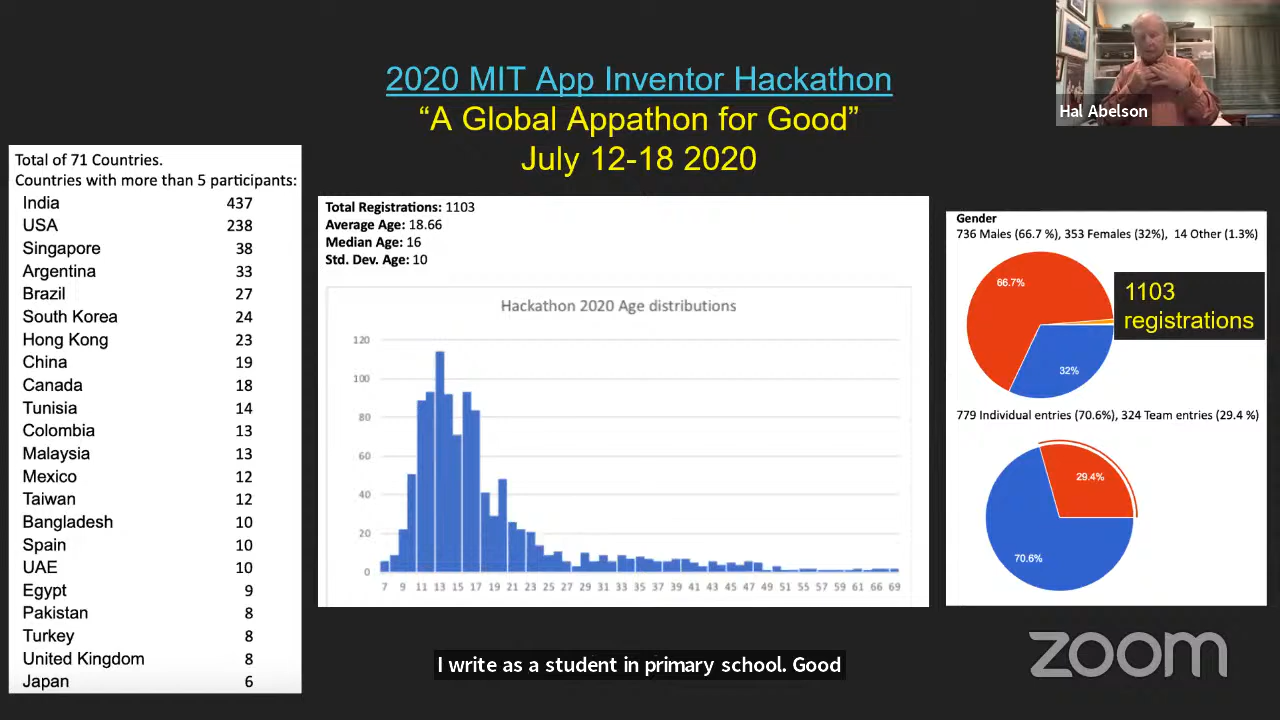 2020 MIT App Inventor Hackathon
“A Global Appathon for Good”
July 12-18 2020
Hal Abelson
Total of 71 Countries.
Countries with more than 5 participants:
India 437
USA 238
Singapore 38
Argentina 33
Brazil 27
South Korea 24
Hong Kong 23
China 19
Canada 18
Tunisia 14
Colombia 13
Malaysia 13
Mexico 12
Taiwan 12
Bangladesh 10
Spain 10
UAE 10
Egypt 9
Pakistan 8
Turkey 8
United Kingdom 8
Japan 6
Total Registrations: 1103
Average Age: 18.66
Median Age: 16
Std. Dev. Age: 10
Hackathon 2020 Age distributions
120
100
80
60
40
20
0
7 9 11 13 15 17 19 21 23 25 27 29 31 33 35 37 39 41 43 45 47 49 51 55 57 59 61 66 69
Gender
736 Males (66.7 %), 353 Females (32%), 14 Other (1.3%)
66.7%
32%
1103
registrations
779 Individual entries (70.6%), 324 Team entries (29.4 %)
29.4%
70.6%
I write as a student in primary school. Good
zoom